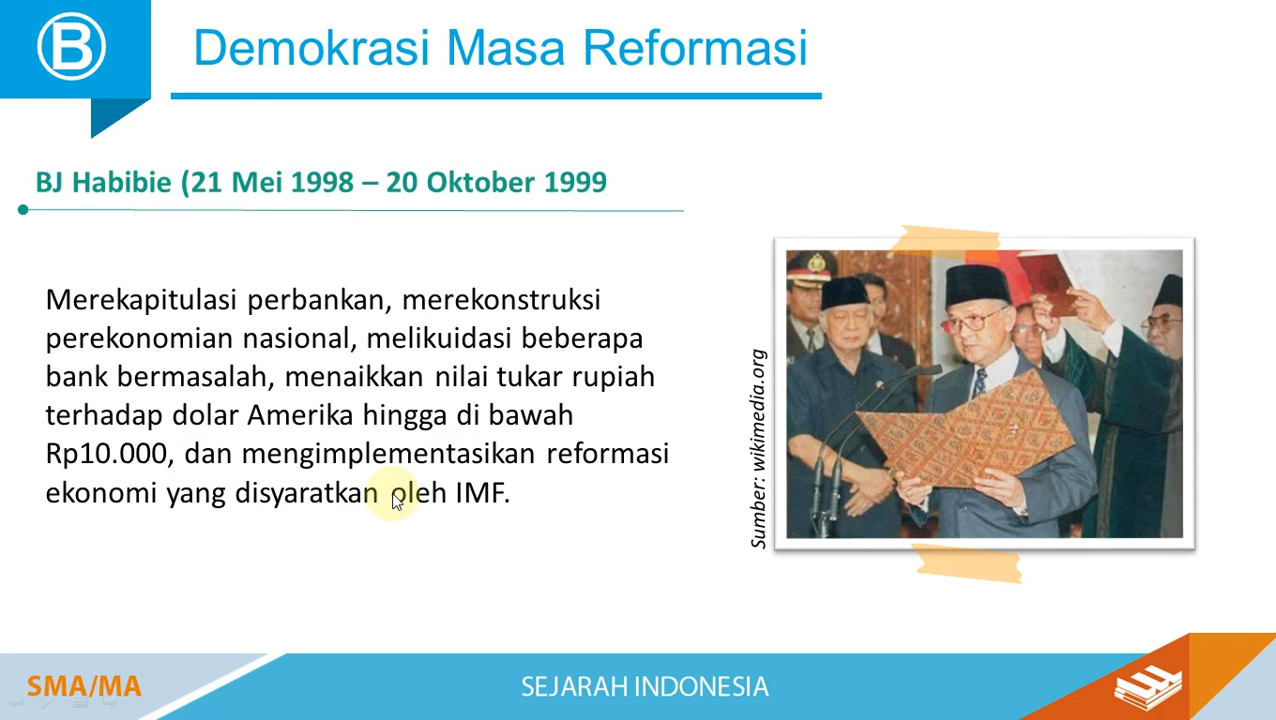 B
Demokrasi Masa Reformasi
BJ Habibie (21 Mei 1998 – 20 Oktober 1999
Merekapitulasi perbankan, merekonstruksi
perekonomian nasional, melikuidasi beberapa
bank bermasalah, menaikkan nilai tukar rupiah
terhadap dolar Amerika hingga di bawah
Rp10.000, dan mengimplementasikan reformasi
ekonomi yang disyaratkan oleh IMF.
Sumber: wikimedia.org
SMA/MA
SEJARAH INDONESIA